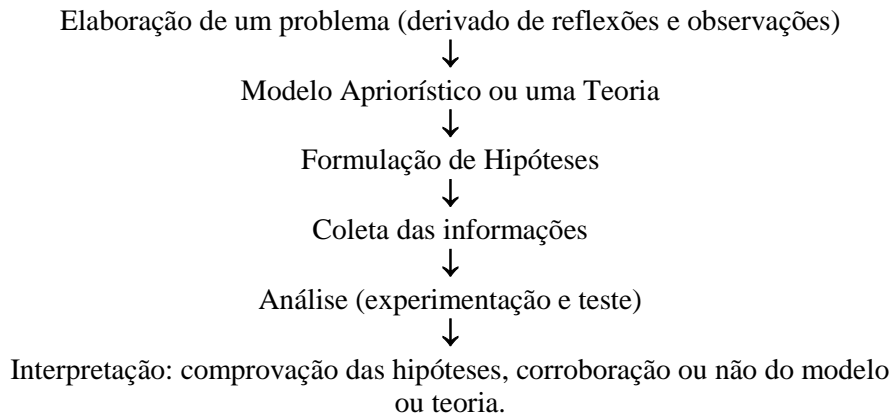 Elaboração de um problema (derivado de reflexões e observações)
↓
Modelo Apriorístico ou uma Teoria
↓
Formulação de Hipóteses
↓
Coleta das informações
↓
Análise (experimentação e teste)
↓
Interpretação: comprovação das hipóteses, corroboração ou não do modelo
ou teoria.